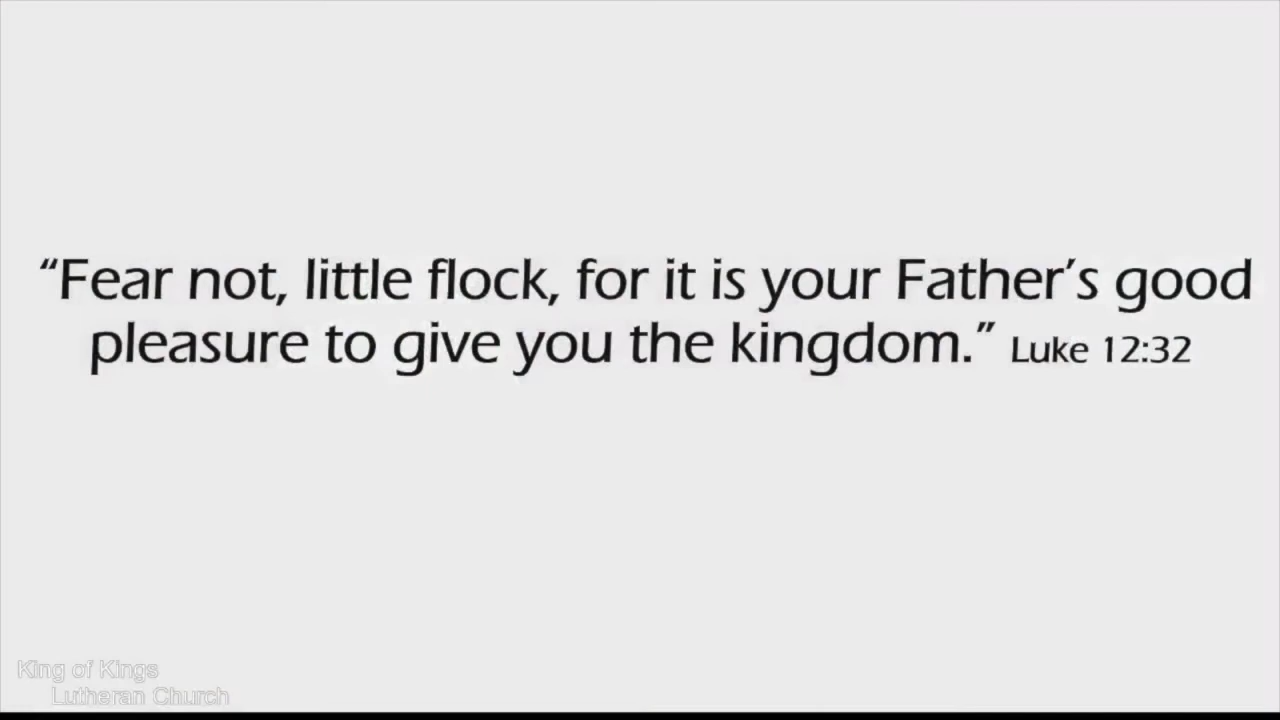 “Fear not, little flock, for it is your Father’s good
pleasure to give you the kingdom.” Luke 12:32
King of Kings
Lutheran Church